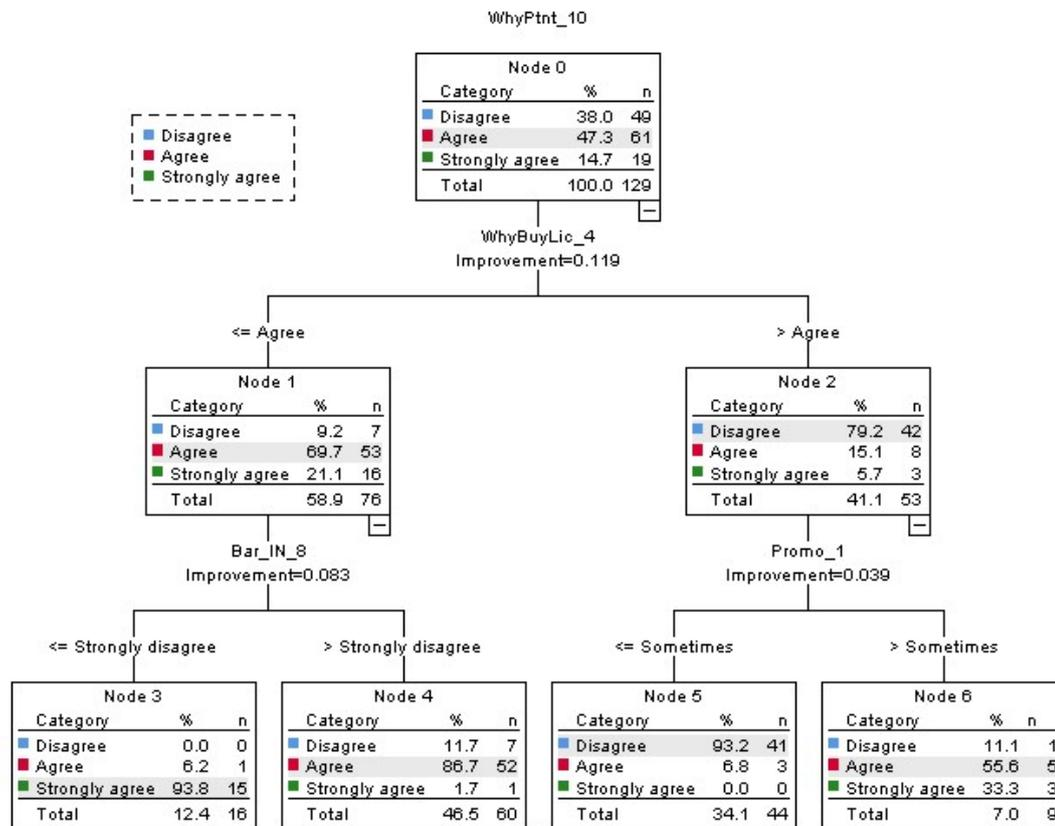 WhyPtnt_10
Node 0
Category % n
Disagree 38.0 49
Agree 47.3 61
Strongly agree 14.7 19
Total 100.0 129
Disagree
Agree
Strongly agree
WhyBuyLic_4
Improvement=0.119
<= Agree
> Agree
Node 1
Category % n
Disagree 9.2 7
Agree 69.7 53
Strongly agree 21.1 16
Total 58.9 76
Node 2
Category % n
Disagree 79.2 42
Agree 15.1 8
Strongly agree 5.7 3
Total 41.1 53
Bar_IN_8
Improvement=0.083
Promo_1
Improvement=0.039
<= Strongly disagree
> Strongly disagree
<= Sometimes
> Sometimes
Node 3
Category % n
Disagree 0.0 0
Agree 6.2 1
Strongly agree 93.8 15
Total 12.4 16
Node 4
Category % n
Disagree 11.7 7
Agree 86.7 52
Strongly agree 1.7 1
Total 46.5 60
Node 5
Category % n
Disagree 93.2 41
Agree 6.8 3
Strongly agree 0.0 0
Total 34.1 44
Node 6
Category % n
Disagree 11.1 1
Agree 55.6 5
Strongly agree 33.3 3
Total 7.0 9